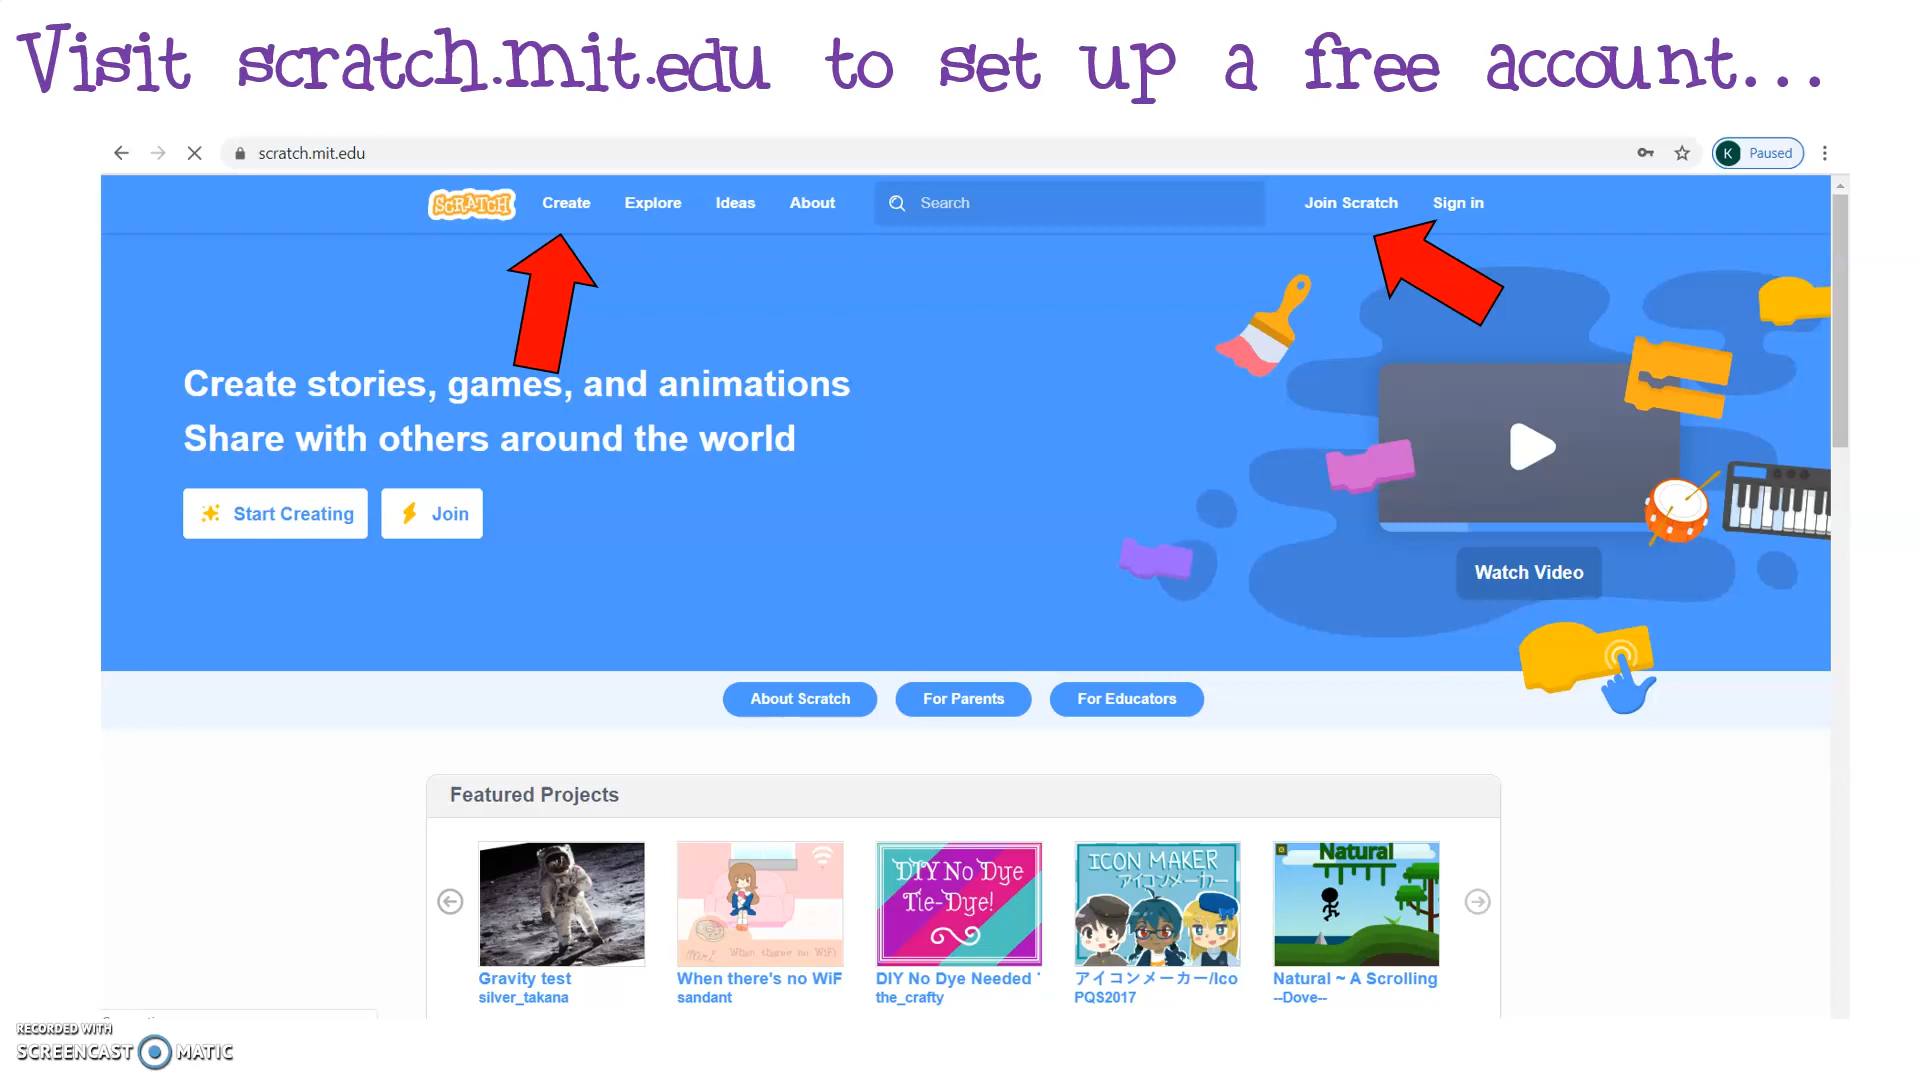 Visit scratch.mit.edu to set up a free account...
scratch.mit.edu
K Paused
SCRATCH Create Explore Ideas About Search Join Scratch Sign in
Create stories, games, and animations
Share with others around the world
Start Creating Join
Watch Video
About Scratch For Parents For Educators
Featured Projects
DIY No Dye
Tie-Dye!
ICON MAKER
アイコンメーカー
Natural
When theres no WiFi
Gravity test
silver_takana
When there's no WiF
sandant
DIY No Dye Needed
the_crafty
アイコンメーカー/Ico
PQS2017
Natural ~ A Scrolling
--Dove--
RECORDED WITH
SCREENCAST MATIC